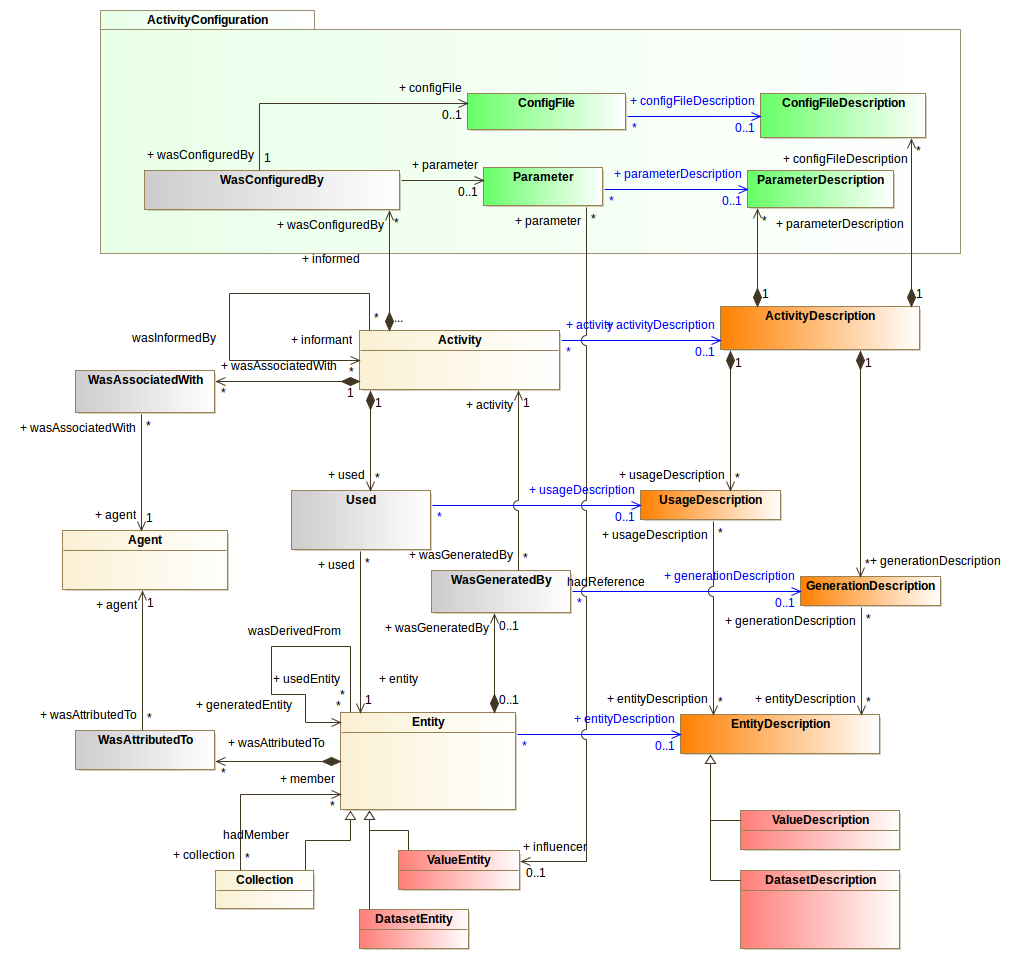 ActivityConfiguration
+ configFile
ConfigFile
+ configFileDescription
ConfigFileDescription
0..1
*
0..1
+ wasConfiguredBy
1
+ configFileDescription
*
WasConfiguredBy
+ parameter
0..1
Parameter
+ parameterDescription
*
0..1
ParameterDescription
+ wasConfiguredBy
*
+ parameter
*
*
+ parameterDescription
+ informed
1
1
*
...
wasInformedBy
+ informant
*
Activity
+ activity
+ activityDescription
*
0..1
ActivityDescription
+ wasAssociatedWith
*
1
WasAssociatedWith
1
1
1
+ wasAssociatedWith
*
+ activity
1
+ used
*
+ usageDescription
*
Used
+ usageDescription
*
0..1
UsageDescription
+ agent
1
Agent
+ used
*
+ wasGeneratedBy
*
+ usageDescription
*
*
+ generationDescription
WasGeneratedBy
hadReference
+ generationDescription
*
0..1
GenerationDescription
+ agent
1
+ wasGeneratedBy
0..1
+ generationDescription
*
wasDerivedFrom
+ usedEntity
*
+ entity
1
+ generatedEntity
*
0..1
+ entityDescription
*
+ entityDescription
*
+ wasAttributedTo
*
WasAttributedTo
+ wasAttributedTo
*
Entity
+ entityDescription
*
0..1
EntityDescription
+ member
*
hadMember
+ collection
*
Collection
ValueEntity
+ influencer
0..1
DatasetEntity
ValueDescription
DatasetDescription